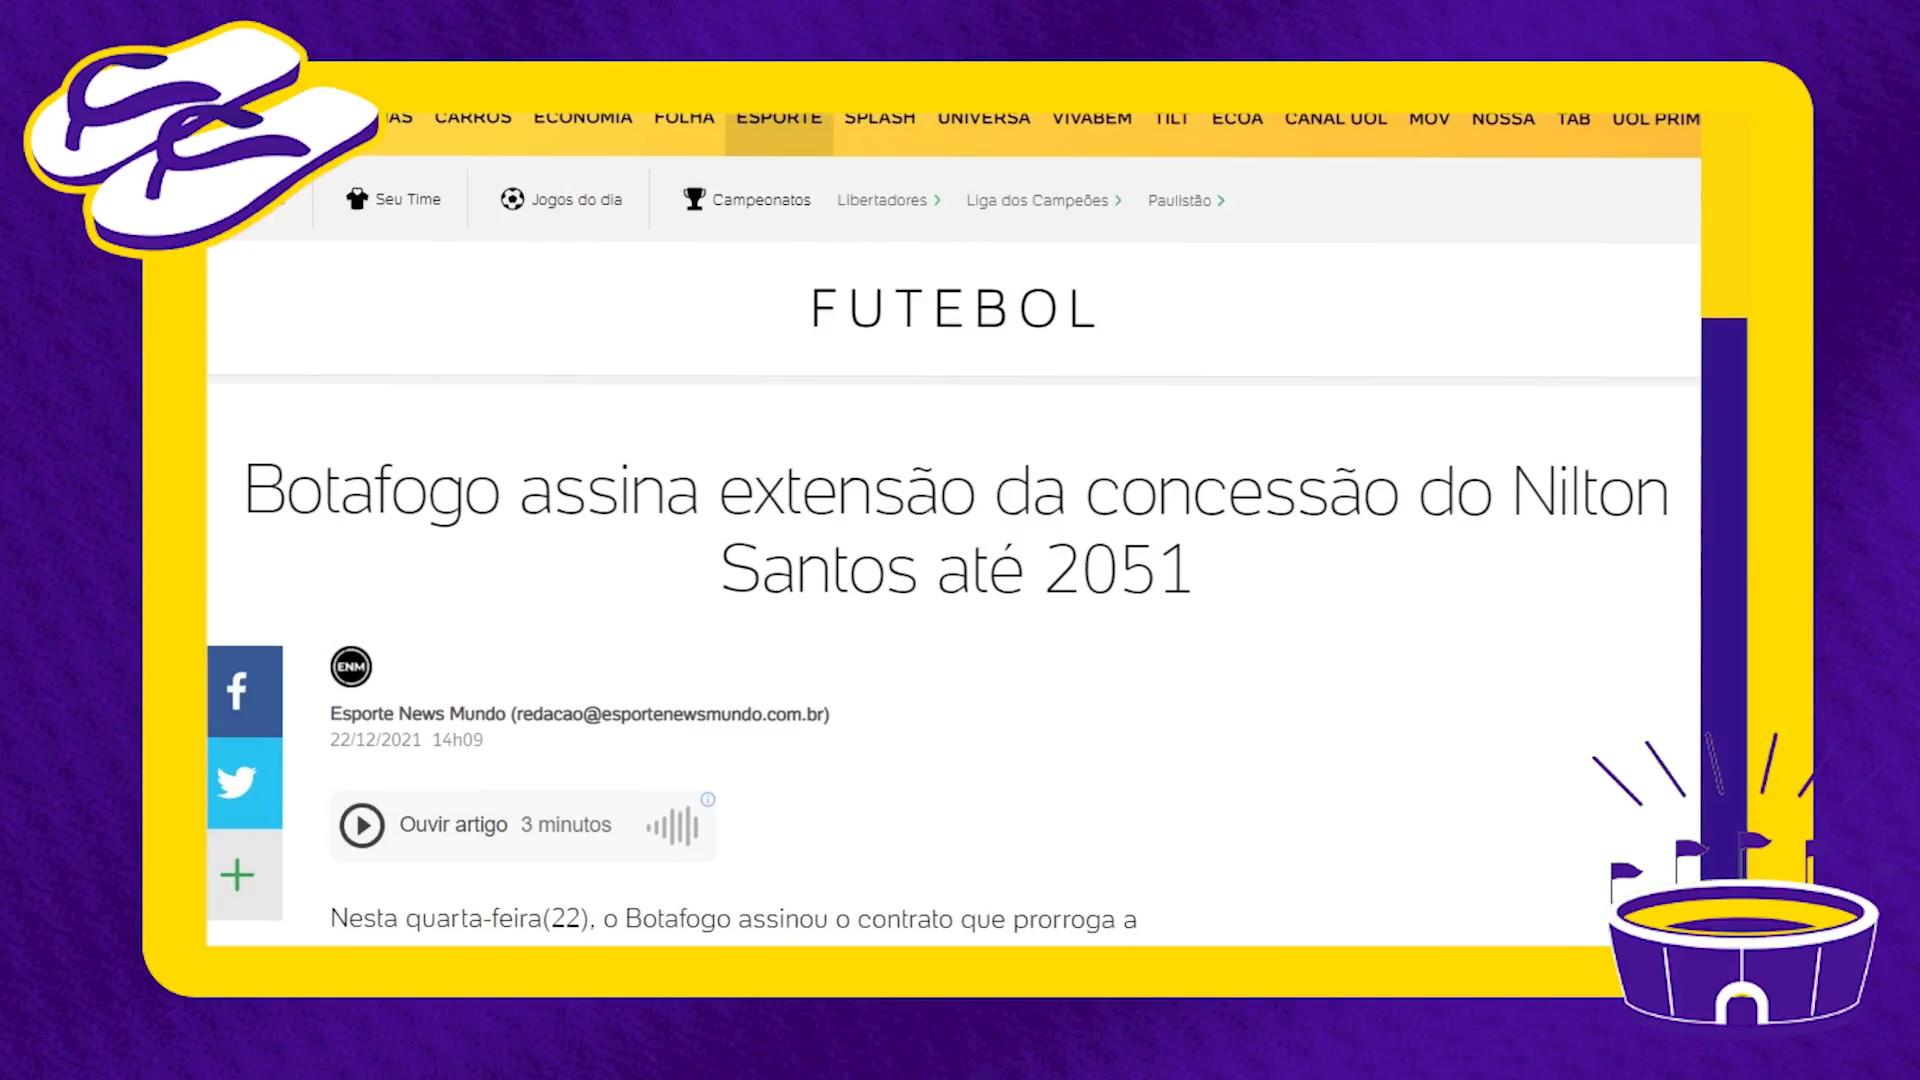 CARROS ECONOMIA FOLHA ESPORTE SPLASH UNIVERSA VIVABEM TILT ECOA CANAL UOL MOV NOSSA TAB UOL PRIM
Seu Time Jogos do dia Campeonatos Libertadores Liga dos Campeões Paulistão
FUTEBOL
Botafogo assina extensão da concessão do Nilton
Santos até 2051
ENM
Esporte News Mundo (redacao@esportenewsmundo.com.br)
22/12/2021 14h09
Ouvir artigo 3 minutos
Nesta quarta-feira(22), o Botafogo assinou o contrato que prorroga a